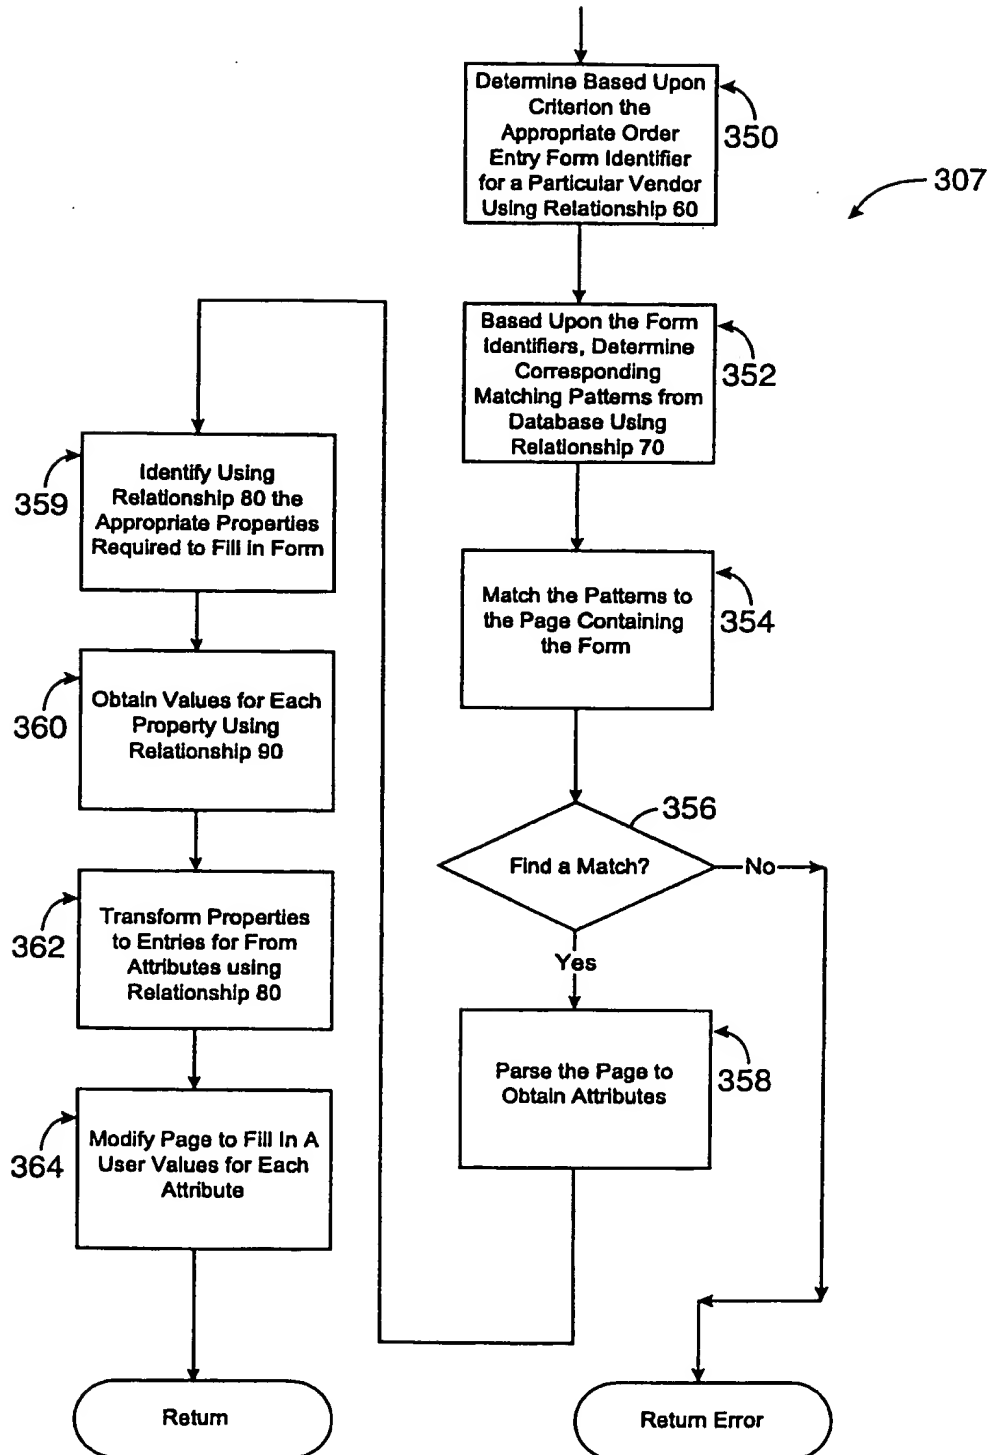 Determine Based Upon
Criterion the
Appropriate Order
Entry Form Identifier
for a Particular Vendor
Using Relationship 60
350
307
Based Upon the Form
Identifiers, Determine
Corresponding
Matching Patterns from
Database Using
Relationship 70
352
Match the Patterns to
the Page Containing
the Form
354
356
Find a Match?
No
Yes
Parse the Page to
Obtain Attributes
358
Identify Using
Relationship 80 the
Appropriate Properties
Required to Fill in Form
359
Obtain Values for Each
Property Using
Relationship 90
360
Transform Properties
to Entries for From
Attributes using
Relationship 80
362
Modify Page to Fill In A
User Values for Each
Attribute
364
Return
Return Error